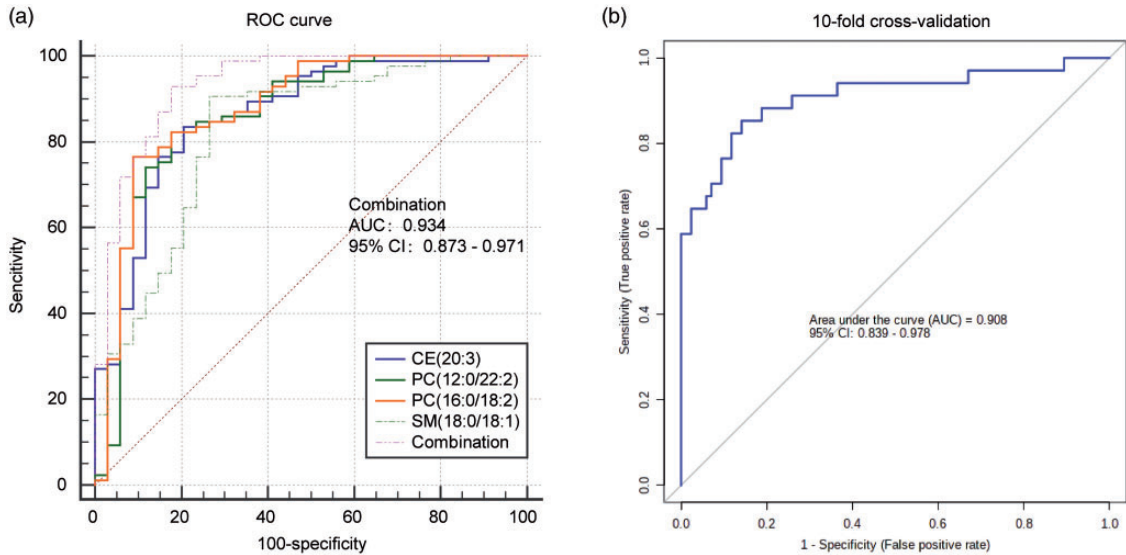 (a)
ROC curve
Sencitivity
100
80
60
40
20
0
Combination
AUC: 0.934
95% CI: 0.873 - 0.971
CE(20:3)
PC(12:0/22:2)
PC(16:0/18:2)
SM(18:0/18:1)
Combination
0
20
40
60
80
100
100-specificity
(b)
10-fold cross-validation
Sensitivity (True positive rate)
1.0
0.8
0.6
0.4
0.2
0.0
Area under the curve (AUC) = 0.908
95% CI: 0.839 - 0.978
0.0
0.2
0.4
0.6
0.8
1.0
1 - Specificity (False positive rate)